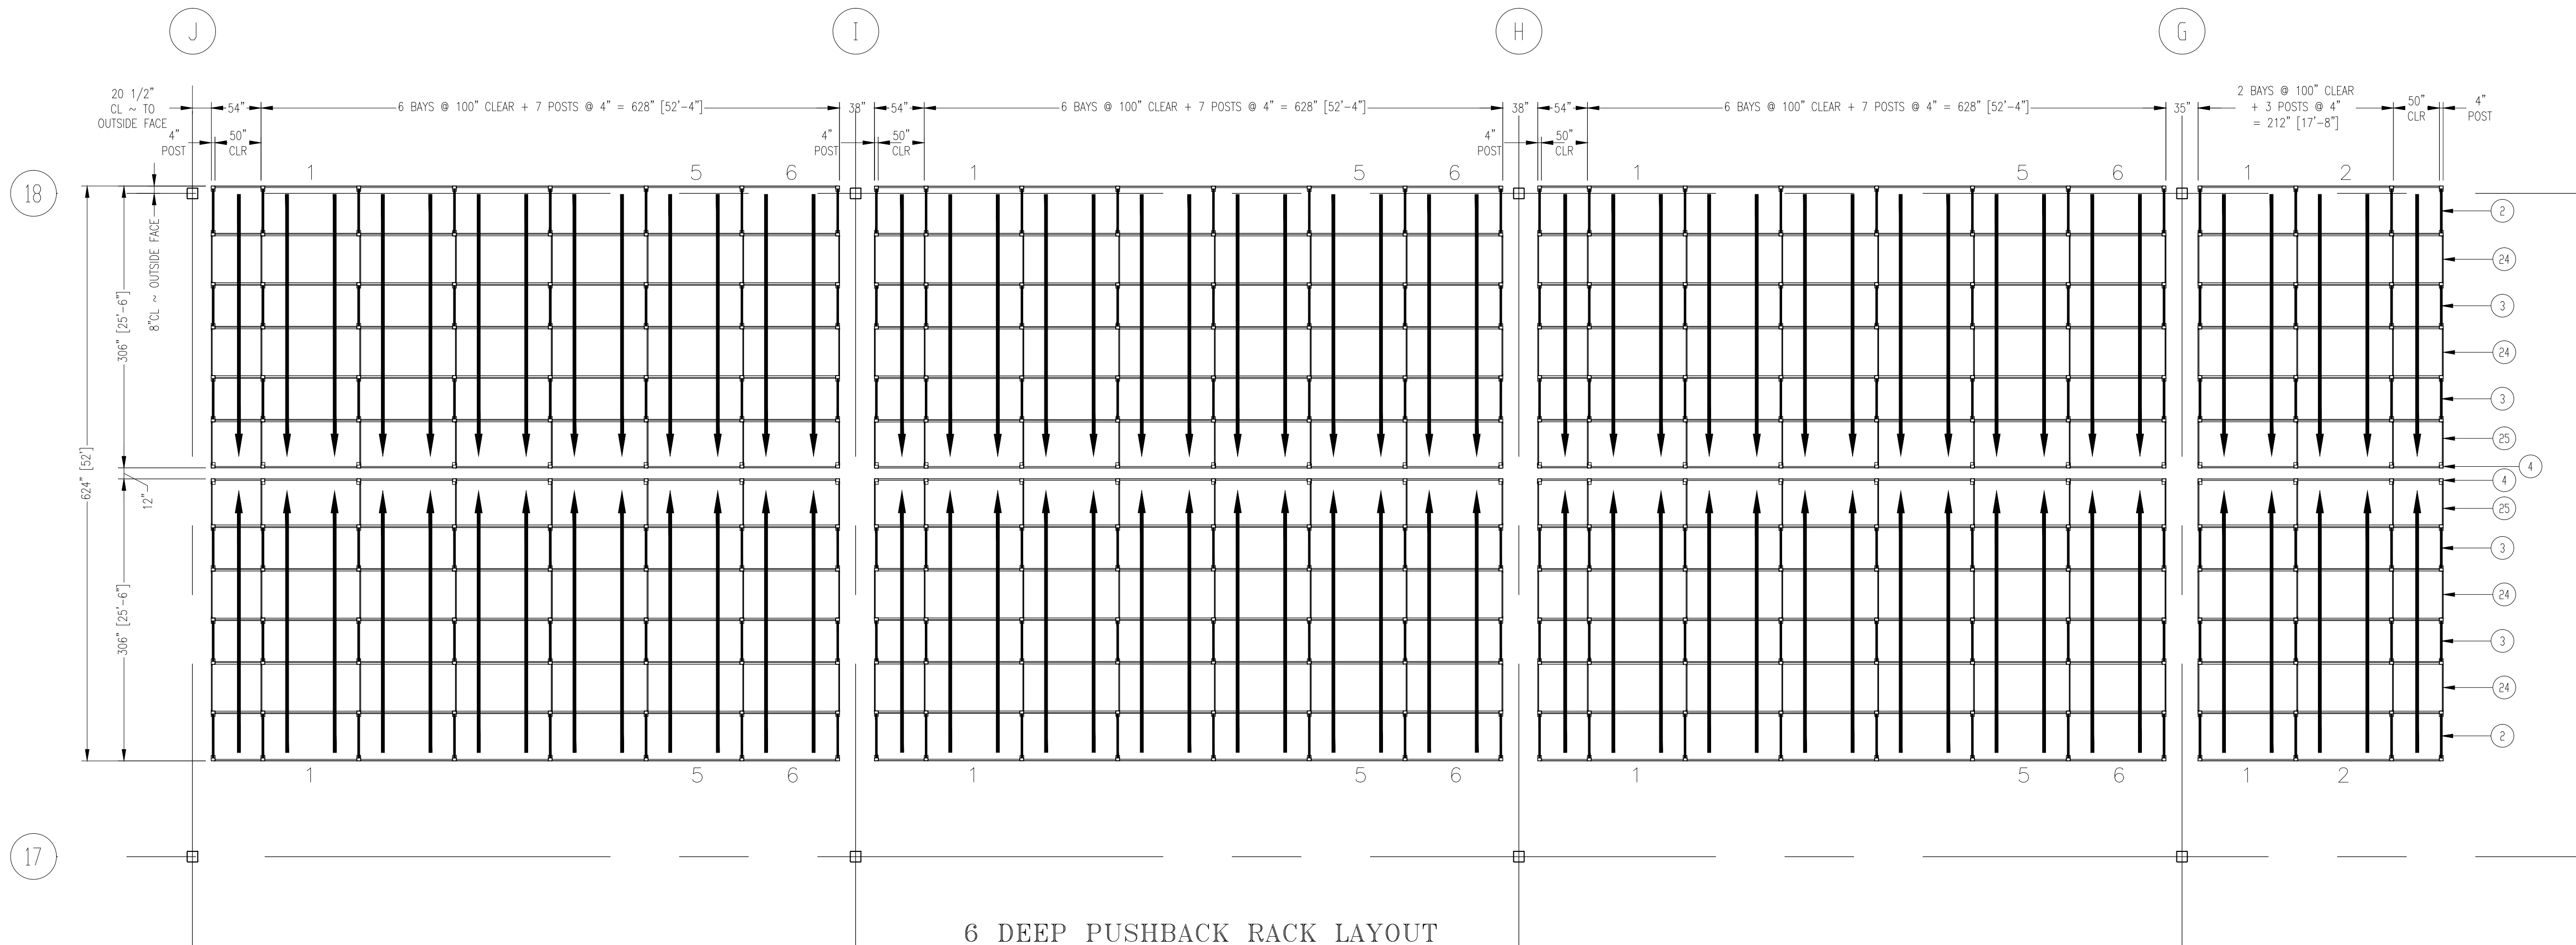 J I H G
20 1/2"
CL ~ TO
OUTSIDE FACE
54"
6 BAYS @ 100" CLEAR + 7 POSTS @ 4" = 628" [52'-4"]
38"
54"
6 BAYS @ 100" CLEAR + 7 POSTS @ 4" = 628" [52'-4"]
38"
54"
6 BAYS @ 100" CLEAR + 7 POSTS @ 4" = 628" [52'-4"]
35"
2 BAYS @ 100" CLEAR
+ 3 POSTS @ 4"
= 212" [17'-8"]
50"
CLR
4"
POST
4"
POST
50"
CLR
4"
POST
50"
CLR
4"
POST
50"
CLR
1 5 6 1 5 6 1 5 6 1 2
18
8"CL ~ OUTSIDE FACE
306" [25'-6"]
624" [52']
12"
306" [25'-6"]
2
24
3
24
3
25
4
4
25
3
24
3
24
2
1 5 6 1 5 6 1 5 6 1 2
17
6 DEEP PUSHBACK RACK LAYOUT